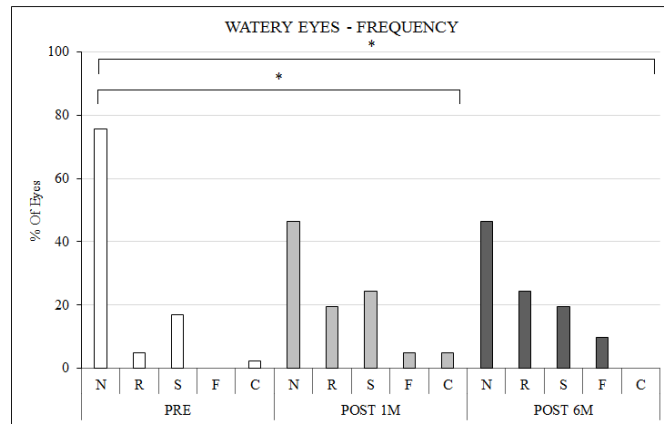 WATERY EYES - FREQUENCY
100
*
*
80
60
% Of Eyes
40
20
0
N R S F C N R S F C N R S F C
PRE POST 1M POST 6M